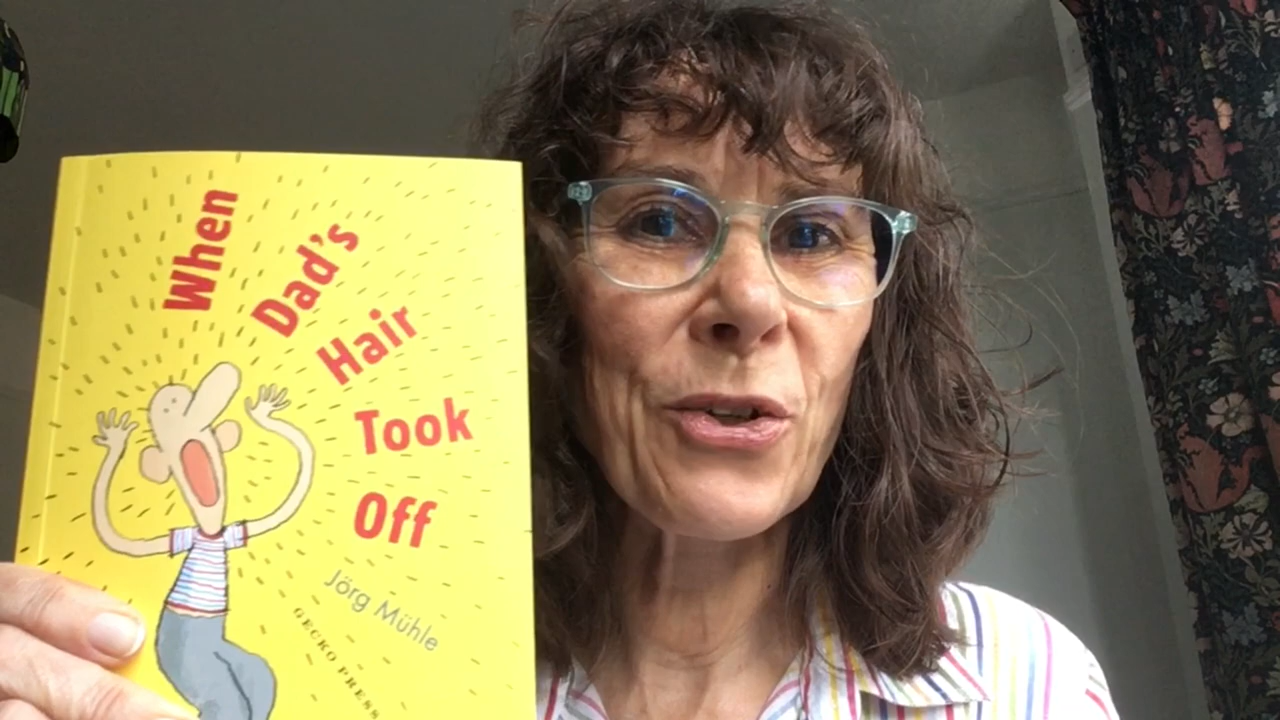 When
Dad's
Hair
Took
Off
Jörg Mühle
GECKO PRESS